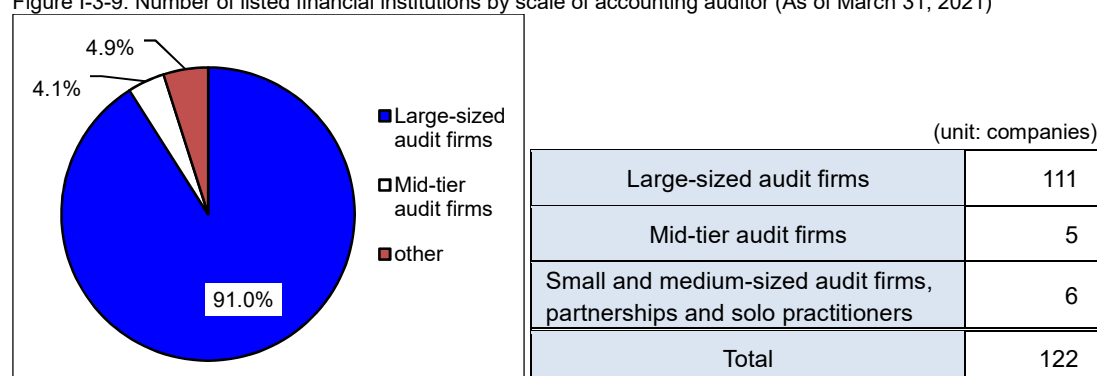 Figure I-3-9: Number of listed financial institutions by scale of accounting auditor (As of March 31, 2021)
4.9%
4.1%
91.0%
Large-sized
audit firms
Mid-tier
audit firms
other
(unit: companies)
Large-sized audit firms 111
Mid-tier audit firms 5
Small and medium-sized audit firms,
partnerships and solo practitioners 6
Total 122